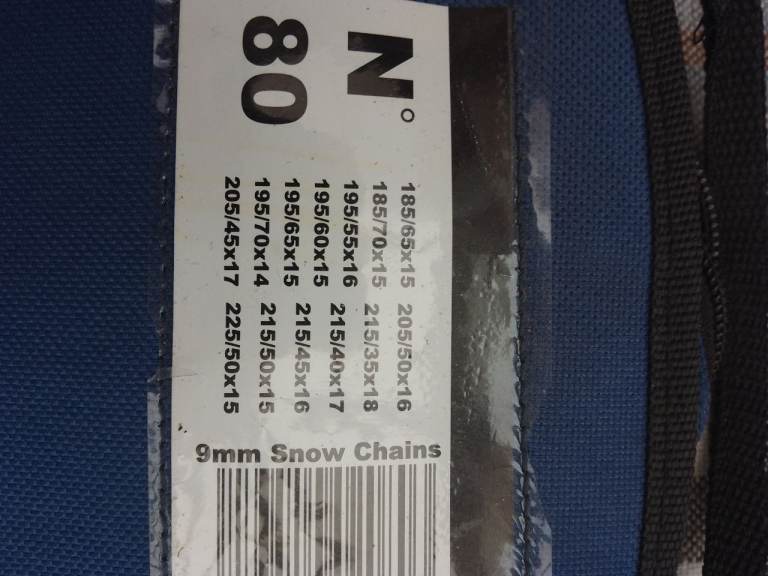 N°
80
185/65x15
185/70x15
195/55x16
195/60x15
195/65x15
195/70x14
205/45x17
205/50x16
215/35x18
215/40x17
215/45x16
215/50x15
225/50x15
9mm Snow Chains